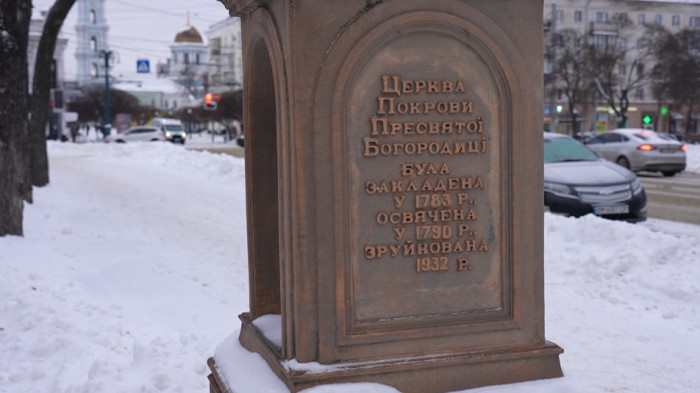 Церква
Покрови
Пресвятої
Богородиці
була
закладена
у 1783 р.,
освячена
у 1790 р.,
зруйнована
1932 р.